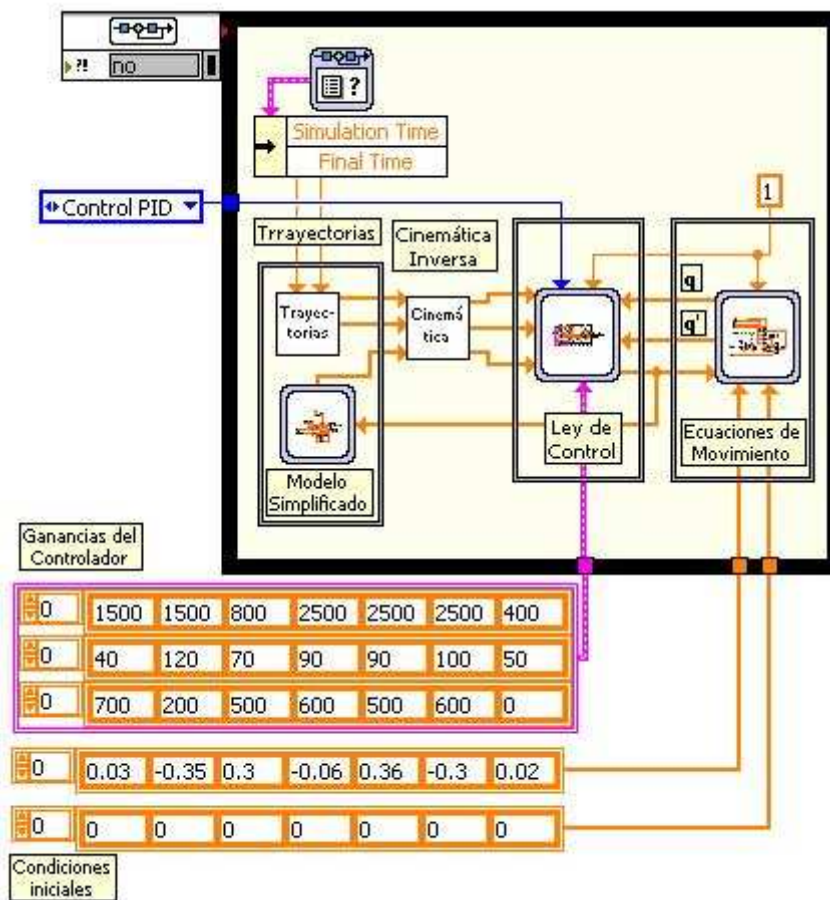 ?! no
?
Simulation Time
Final Time
Control PID
1
Trrayectorias
Cinemática
Inversa
q
q'
Trayec-
torias
Cinemá
tica
Ley de
Control
Ecuaciones de
Movimiento
Modelo
Simplificado
Ganancias del
Controlador
0 1500 1500 800 2500 2500 2500 400
0 40 120 70 90 90 100 50
0 700 200 500 600 500 600 0
0 0.03 -0.35 0.3 -0.06 0.36 -0.3 0.02
0 0 0 0 0 0 0 0
Condiciones
iniciales